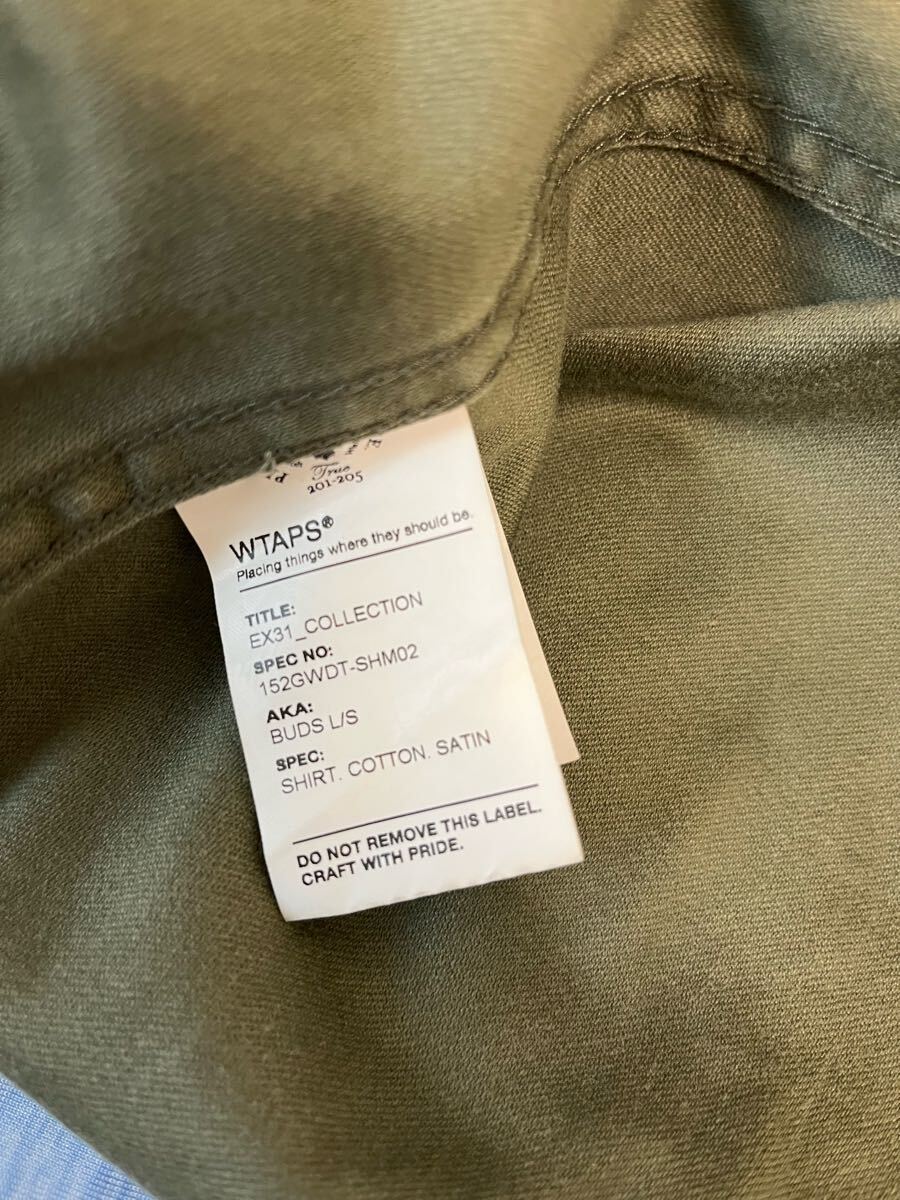 True
201-205
WTAPS®
Placing things where they should be.
TITLE:
EX31_COLLECTION
SPEC NO:
152GWDT-SHM02
AKA:
BUDS L/S
SPEC:
SHIRT. COTTON. SATIN
DO NOT REMOVE THIS LABEL.
CRAFT WITH PRIDE.